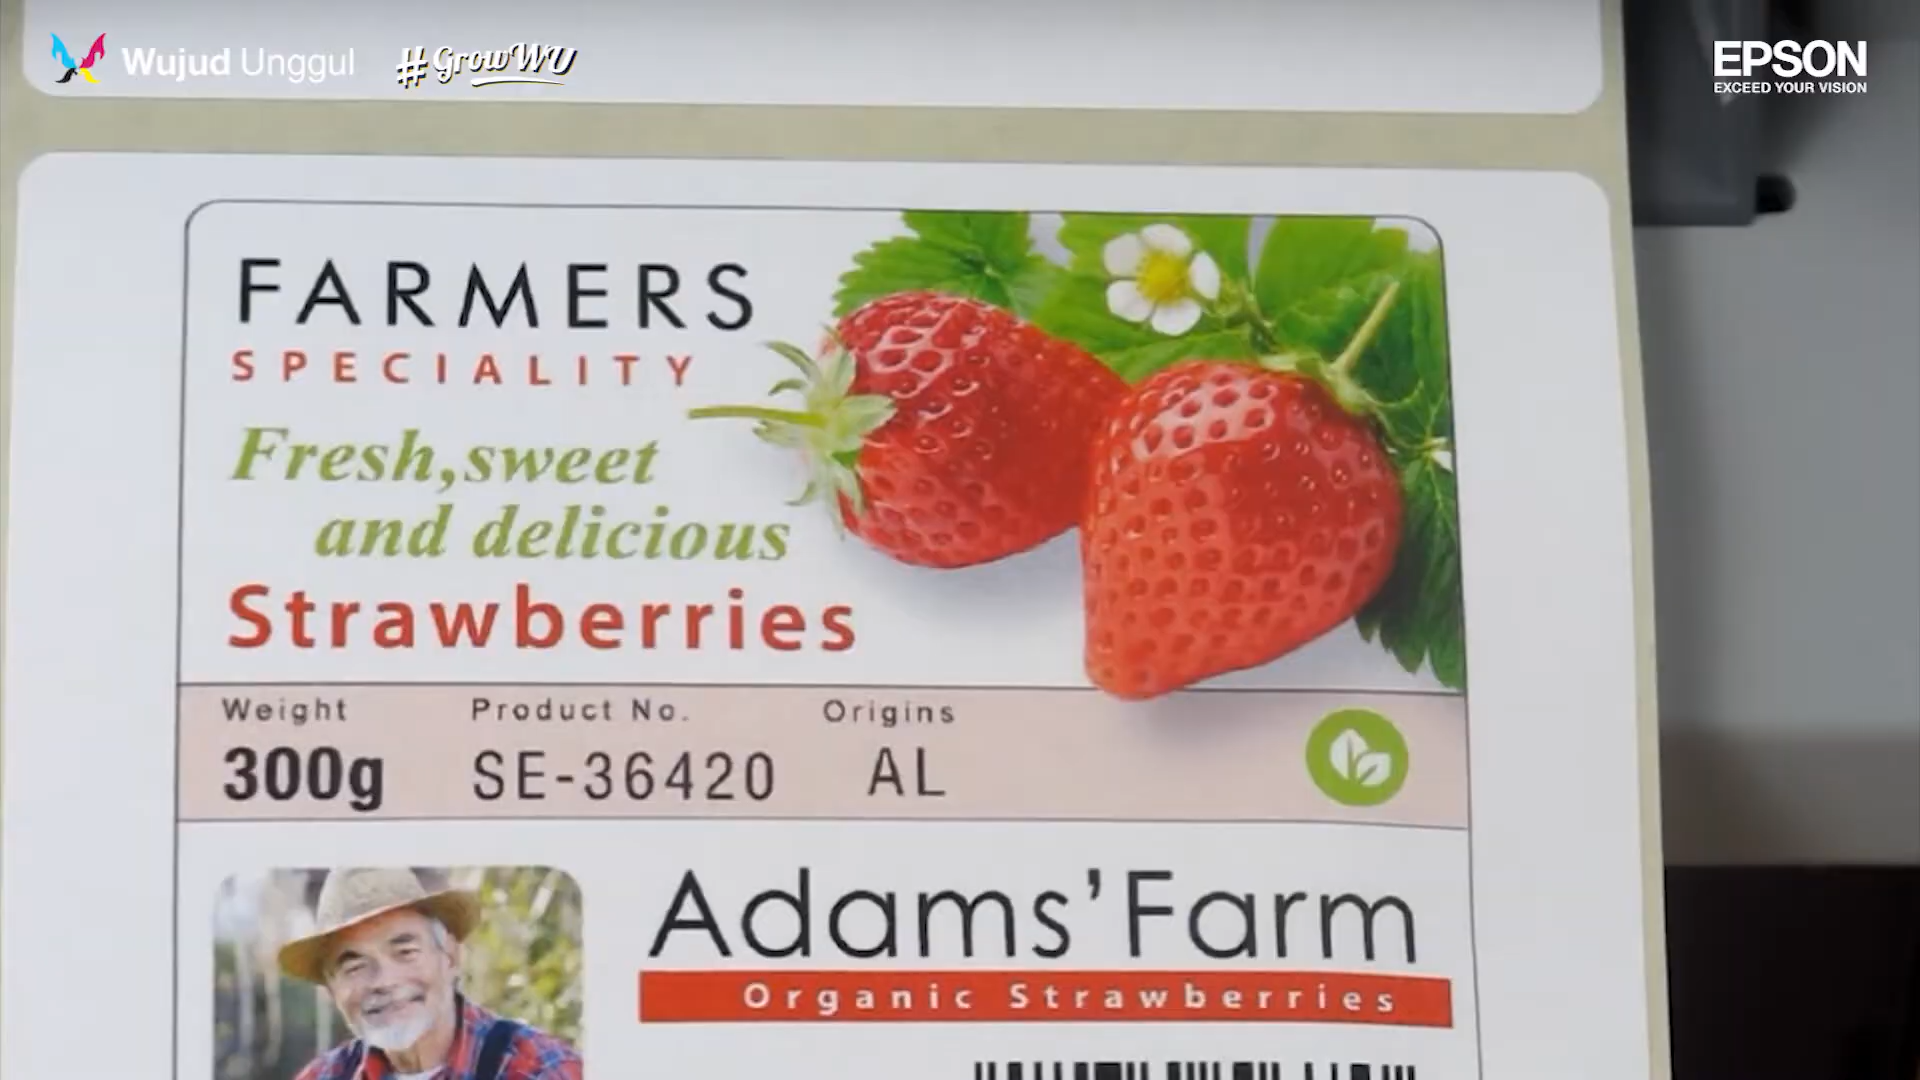 Wujud Unggul #GrowWU
EPSON
EXCEED YOUR VISION
FARMERS
SPECIALITY
Fresh,sweet
and delicious
Strawberries
Weight Product No. Origins
300g SE-36420 AL
Adams’Farm
Organic Strawberries